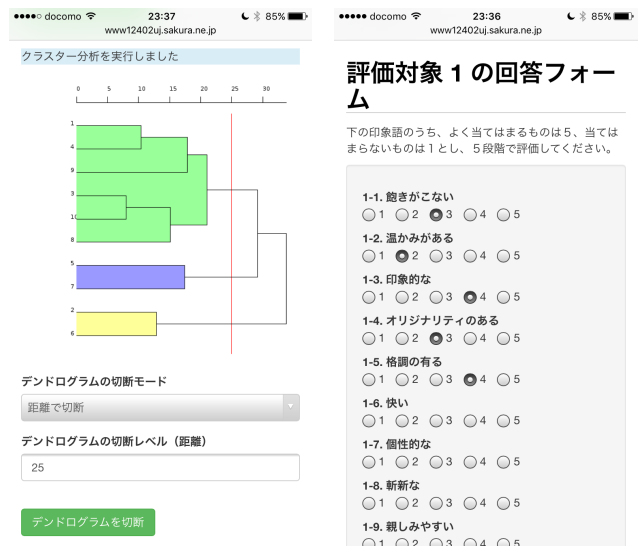 docomo 23:37 85%
www12402uj.sakura.ne.jp
クラスター分析を実行しました
0 5 10 15 20 25 30
1
4
9
3
10
8
5
7
2
6
デンドログラムの切断モード
距離で切断
デンドログラムの切断レベル（距離）
25
デンドログラムを切断
docomo 23:36 85%
www12402uj.sakura.ne.jp
評価対象 1 の回答フォー
ム
下の印象語のうち、よく当てはまるものは５、当ては
まらないものは１とし、５段階で評価してください。
1-1. 飽きがこない
1 2 3 4 5
1-2. 温かみがある
1 2 3 4 5
1-3. 印象的な
1 2 3 4 5
1-4. オリジナリティのある
1 2 3 4 5
1-5. 格調の有る
1 2 3 4 5
1-6. 快い
1 2 3 4 5
1-7. 個性的な
1 2 3 4 5
1-8. 斬新な
1 2 3 4 5
1-9. 親しみやすい
1 2 3 4 5